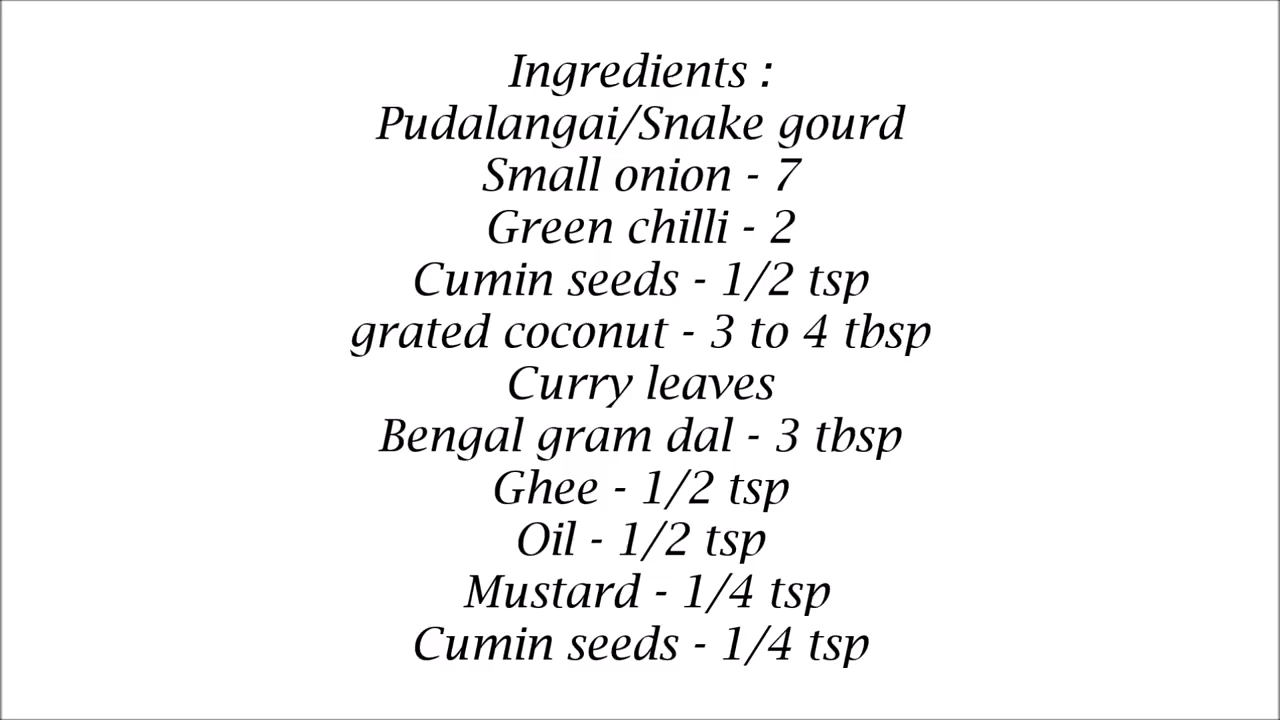 Ingredients :
Pudalangai/Snake gourd
Small onion - 7
Green chilli - 2
Cumin seeds - 1/2 tsp
grated coconut - 3 to 4 tbsp
Curry leaves
Bengal gram dal - 3 tbsp
Ghee - 1/2 tsp
Oil - 1/2 tsp
Mustard - 1/4 tsp
Cumin seeds - 1/4 tsp